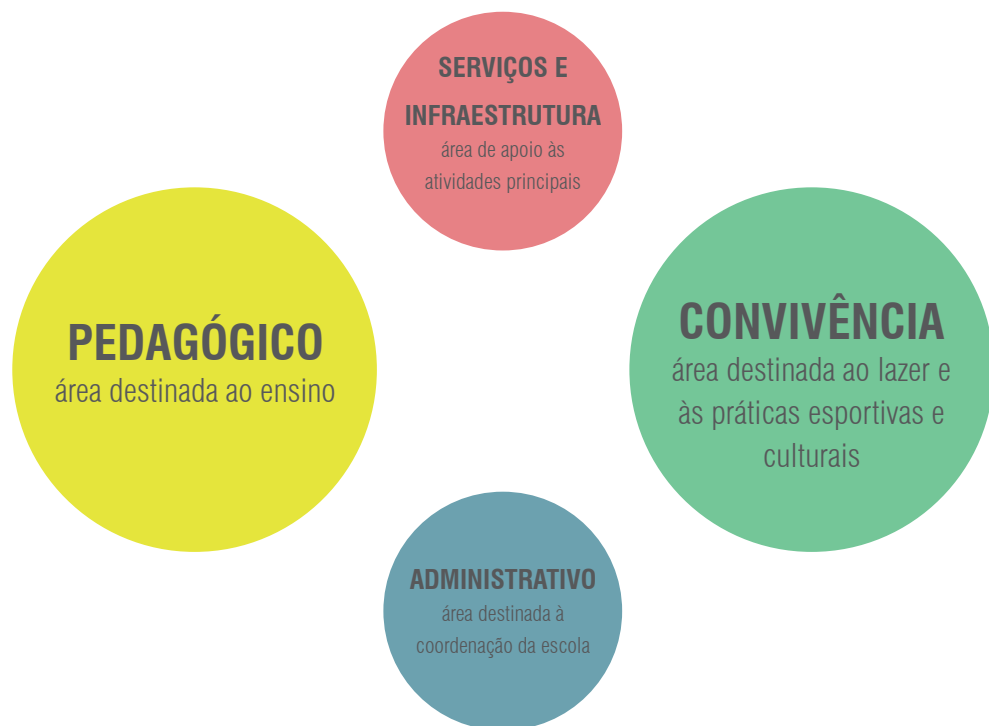 SERVIÇOS E
INFRAESTRUTURA
área de apoio às
atividades principais
PEDAGÓGICO
área destinada ao ensino
CONVIVÊNCIA
área destinada ao lazer e
às práticas esportivas e
culturais
ADMINISTRATIVO
área destinada à
coordenação da escola